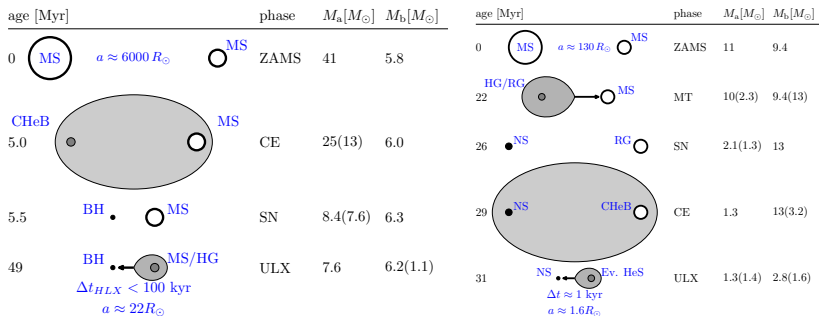 age [Myr] phase Mₐ[M⊙] M_b[M⊙]
0 MS a ≈ 6000 R⊙ MS ZAMS 41 5.8
CHeB MS
5.0 CE 25(13) 6.0
BH MS
5.5 SN 8.4(7.6) 6.3
BH MS/HG
49 ULX 7.6 6.2(1.1)
Δt_HLX < 100 kyr
a ≈ 22R⊙
age [Myr] phase Mₐ[M⊙] M_b[M⊙]
0 MS a ≈ 130 R⊙ MS ZAMS 11 9.4
HG/RG MS
22 MT 10(2.3) 9.4(13)
NS RG
26 SN 2.1(1.3) 13
NS CHeB
29 CE 1.3 13(3.2)
NS Ev. HeS
31 ULX 1.3(1.4) 2.8(1.6)
Δt ≈ 1 kyr
a ≈ 1.6R⊙